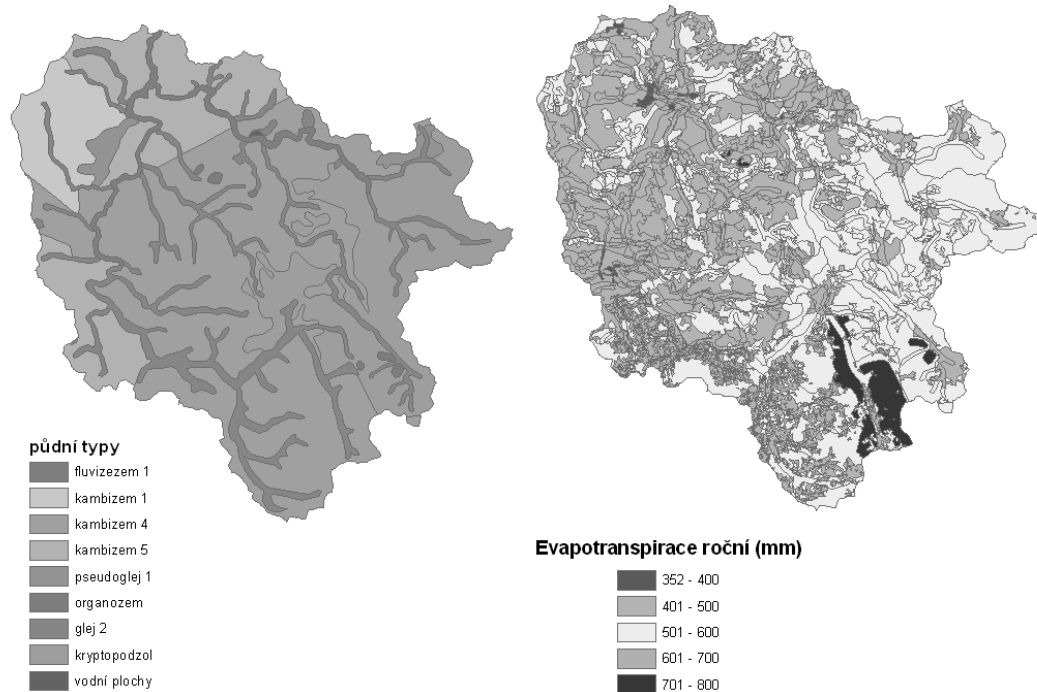 půdní typy
fluvizezem 1
kambizem 1
kambizem 4
kambizem 5
pseudoglej 1
organozem
glej 2
kryptopodzol
vodní plochy
Evapotranspirace roční (mm)
352 - 400
401 - 500
501 - 600
601 - 700
701 - 800